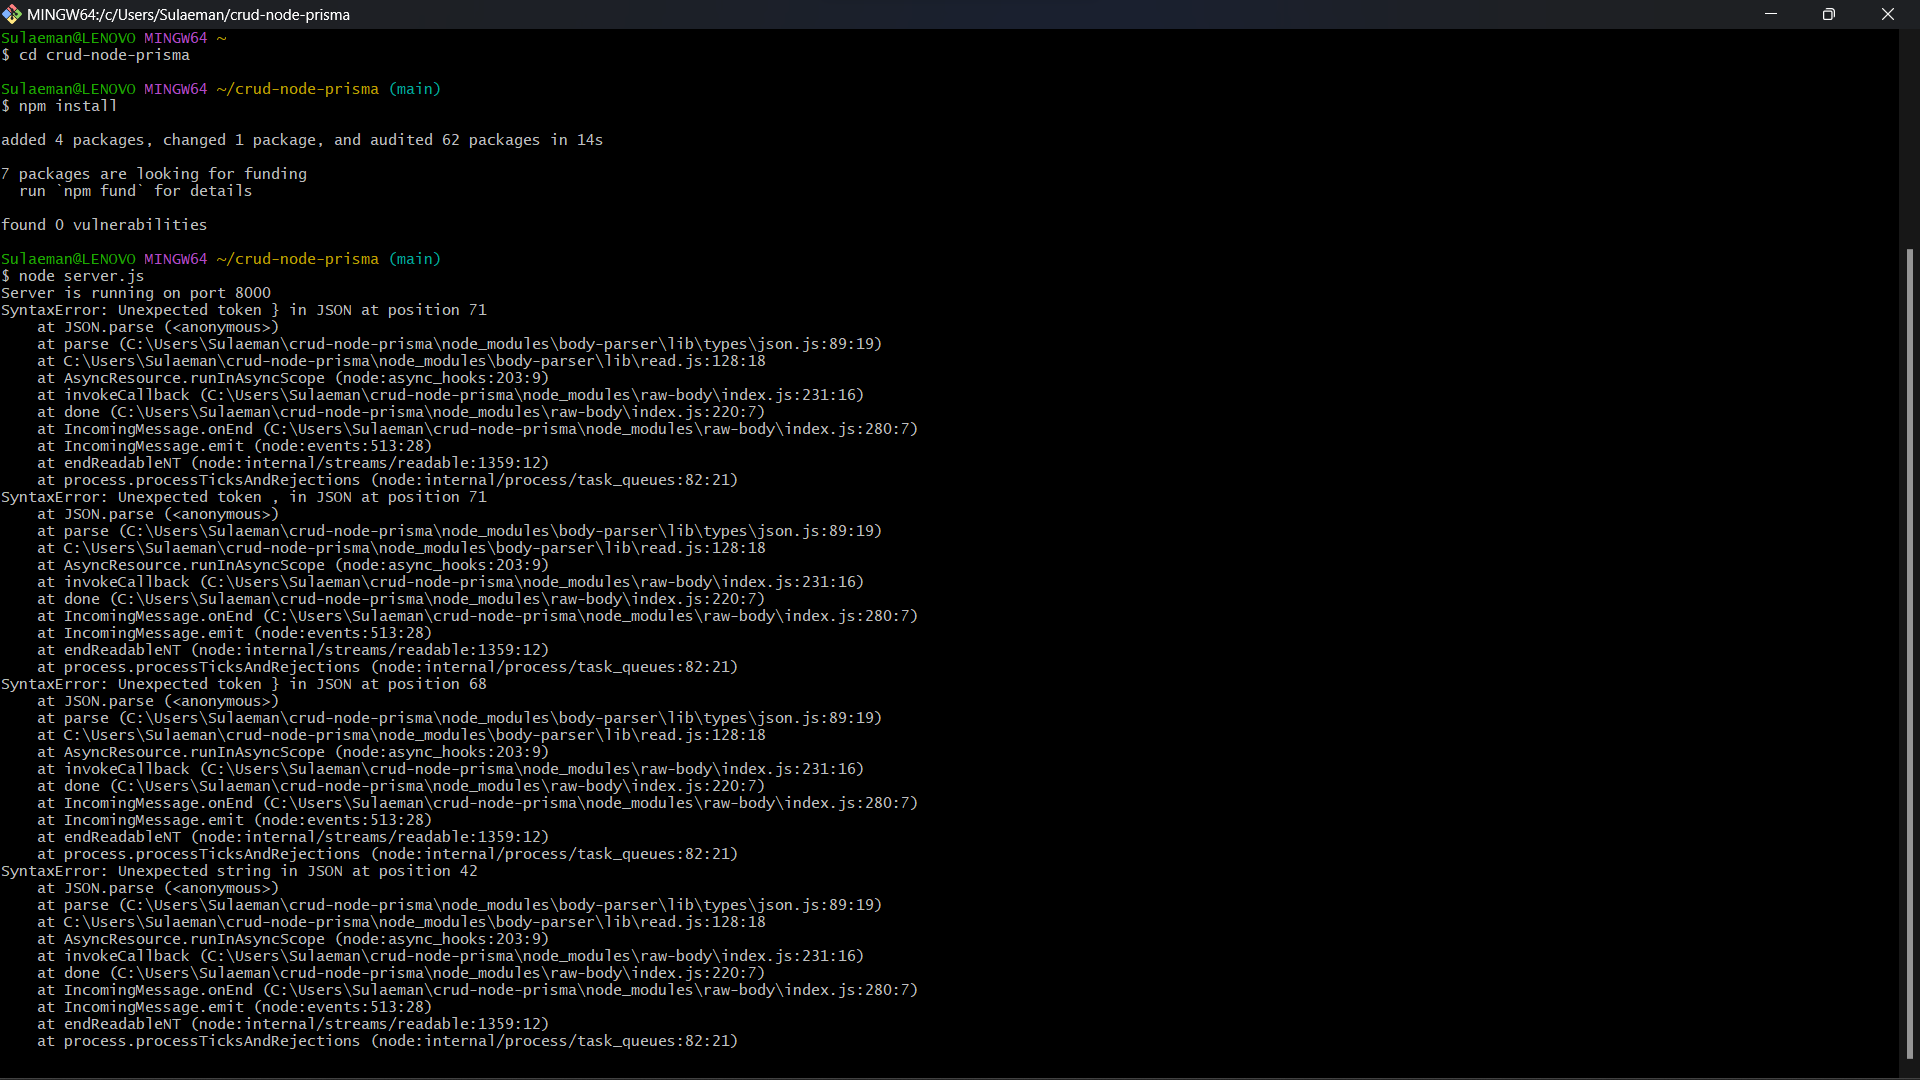 MINGW64:/c/Users/Sulaeman/crud-node-prisma
Sulaeman@LENOVO MINGW64 ~
$ cd crud-node-prisma
Sulaeman@LENOVO MINGW64 ~/crud-node-prisma (main)
$ npm install
added 4 packages, changed 1 package, and audited 62 packages in 14s
7 packages are looking for funding
  run `npm fund` for details
found 0 vulnerabilities
Sulaeman@LENOVO MINGW64 ~/crud-node-prisma (main)
$ node server.js
Server is running on port 8000
SyntaxError: Unexpected token } in JSON at position 71
    at JSON.parse (<anonymous>)
    at parse (C:\Users\Sulaeman\crud-node-prisma\node_modules\body-parser\lib\types\json.js:89:19)
    at C:\Users\Sulaeman\crud-node-prisma\node_modules\body-parser\lib\read.js:128:18
    at AsyncResource.runInAsyncScope (node:async_hooks:203:9)
    at invokeCallback (C:\Users\Sulaeman\crud-node-prisma\node_modules\raw-body\index.js:231:16)
    at done (C:\Users\Sulaeman\crud-node-prisma\node_modules\raw-body\index.js:220:7)
    at IncomingMessage.onEnd (C:\Users\Sulaeman\crud-node-prisma\node_modules\raw-body\index.js:280:7)
    at IncomingMessage.emit (node:events:513:28)
    at endReadableNT (node:internal/streams/readable:1359:12)
    at process.processTicksAndRejections (node:internal/process/task_queues:82:21)
SyntaxError: Unexpected token , in JSON at position 71
    at JSON.parse (<anonymous>)
    at parse (C:\Users\Sulaeman\crud-node-prisma\node_modules\body-parser\lib\types\json.js:89:19)
    at C:\Users\Sulaeman\crud-node-prisma\node_modules\body-parser\lib\read.js:128:18
    at AsyncResource.runInAsyncScope (node:async_hooks:203:9)
    at invokeCallback (C:\Users\Sulaeman\crud-node-prisma\node_modules\raw-body\index.js:231:16)
    at done (C:\Users\Sulaeman\crud-node-prisma\node_modules\raw-body\index.js:220:7)
    at IncomingMessage.onEnd (C:\Users\Sulaeman\crud-node-prisma\node_modules\raw-body\index.js:280:7)
    at IncomingMessage.emit (node:events:513:28)
    at endReadableNT (node:internal/streams/readable:1359:12)
    at process.processTicksAndRejections (node:internal/process/task_queues:82:21)
SyntaxError: Unexpected token } in JSON at position 68
    at JSON.parse (<anonymous>)
    at parse (C:\Users\Sulaeman\crud-node-prisma\node_modules\body-parser\lib\types\json.js:89:19)
    at C:\Users\Sulaeman\crud-node-prisma\node_modules\body-parser\lib\read.js:128:18
    at AsyncResource.runInAsyncScope (node:async_hooks:203:9)
    at invokeCallback (C:\Users\Sulaeman\crud-node-prisma\node_modules\raw-body\index.js:231:16)
    at done (C:\Users\Sulaeman\crud-node-prisma\node_modules\raw-body\index.js:220:7)
    at IncomingMessage.onEnd (C:\Users\Sulaeman\crud-node-prisma\node_modules\raw-body\index.js:280:7)
    at IncomingMessage.emit (node:events:513:28)
    at endReadableNT (node:internal/streams/readable:1359:12)
    at process.processTicksAndRejections (node:internal/process/task_queues:82:21)
SyntaxError: Unexpected string in JSON at position 42
    at JSON.parse (<anonymous>)
    at parse (C:\Users\Sulaeman\crud-node-prisma\node_modules\body-parser\lib\types\json.js:89:19)
    at C:\Users\Sulaeman\crud-node-prisma\node_modules\body-parser\lib\read.js:128:18
    at AsyncResource.runInAsyncScope (node:async_hooks:203:9)
    at invokeCallback (C:\Users\Sulaeman\crud-node-prisma\node_modules\raw-body\index.js:231:16)
    at done (C:\Users\Sulaeman\crud-node-prisma\node_modules\raw-body\index.js:220:7)
    at IncomingMessage.onEnd (C:\Users\Sulaeman\crud-node-prisma\node_modules\raw-body\index.js:280:7)
    at IncomingMessage.emit (node:events:513:28)
    at endReadableNT (node:internal/streams/readable:1359:12)
    at process.processTicksAndRejections (node:internal/process/task_queues:82:21)